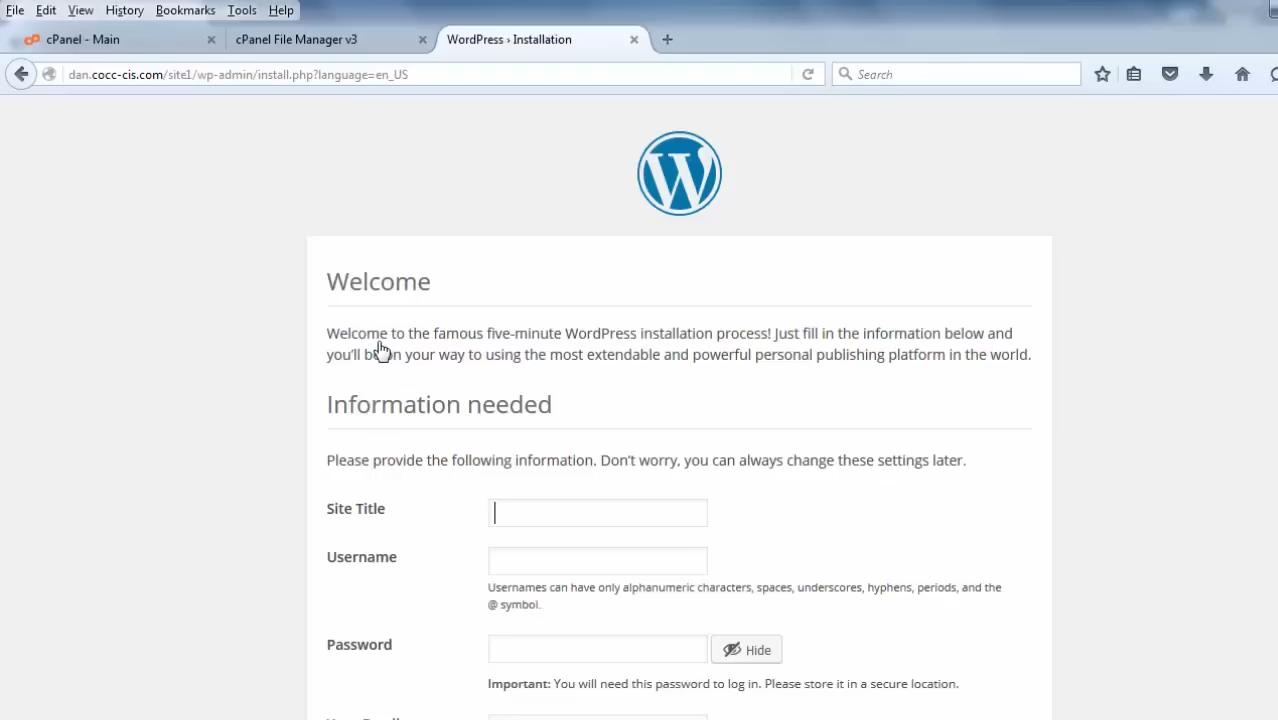 File Edit View History Bookmarks Tools Help
cPanel - Main cPanel File Manager v3 WordPress › Installation
dan.cocc-cis.com/site1/wp-admin/install.php?language=en_US Search
Welcome
Welcome to the famous five-minute WordPress installation process! Just fill in the information below and
you'll be on your way to using the most extendable and powerful personal publishing platform in the world.
Information needed
Please provide the following information. Don't worry, you can always change these settings later.
Site Title
Username
Usernames can have only alphanumeric characters, spaces, underscores, hyphens, periods, and the
@ symbol.
Password Hide
Important: You will need this password to log in. Please store it in a secure location.